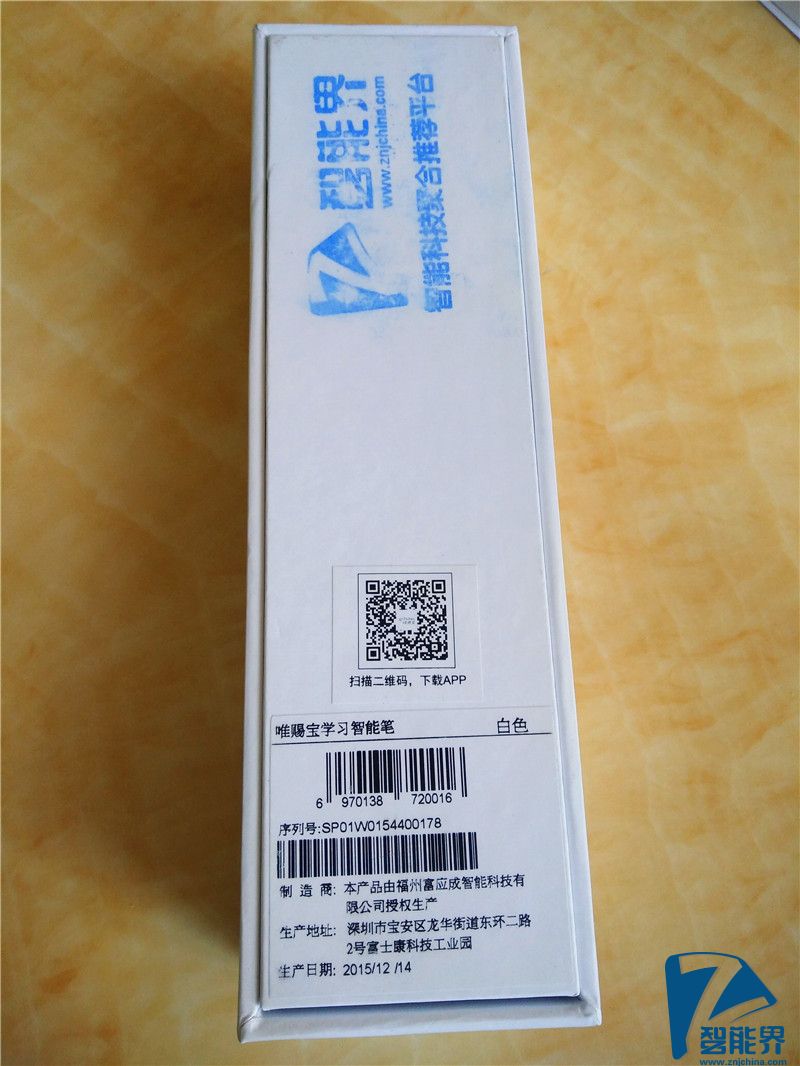 智能界
www.znjchina.com
智能科技聚合推荐平台
扫描二维码，下载APP
唯陽宝学习智能笔 白色
6 970138 720016
序列号:SP01W0154400178
制 造 商: 本产品由福州富应成智能科技有
限公司授权生产
生产地址: 深圳市宝安区龙华街道东环二路
2号富士康科技工业园
生产日期: 2015/12 /14
智能界
www.znjchina.com